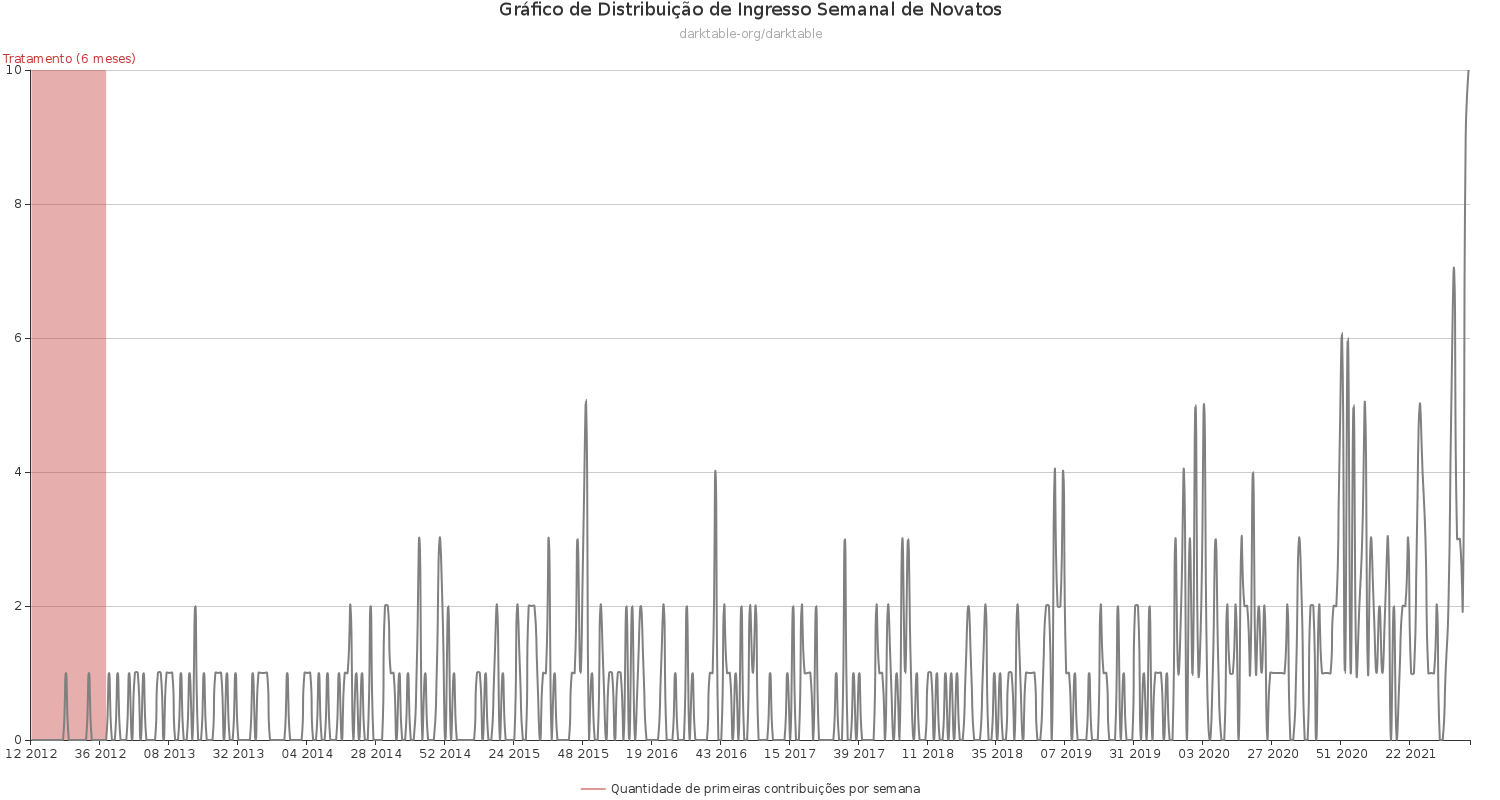 Gráfico de Distribuição de Ingresso Semanal de Novatos
darktable-org/darktable
Tratamento (6 meses)
10
8
6
4
2
0
12 2012 36 2012 08 2013 32 2013 04 2014 28 2014 52 2014 24 2015 48 2015 19 2016 43 2016 15 2017 39 2017 11 2018 35 2018 07 2019 31 2019 03 2020 27 2020 51 2020 22 2021
Quantidade de primeiras contribuições por semana